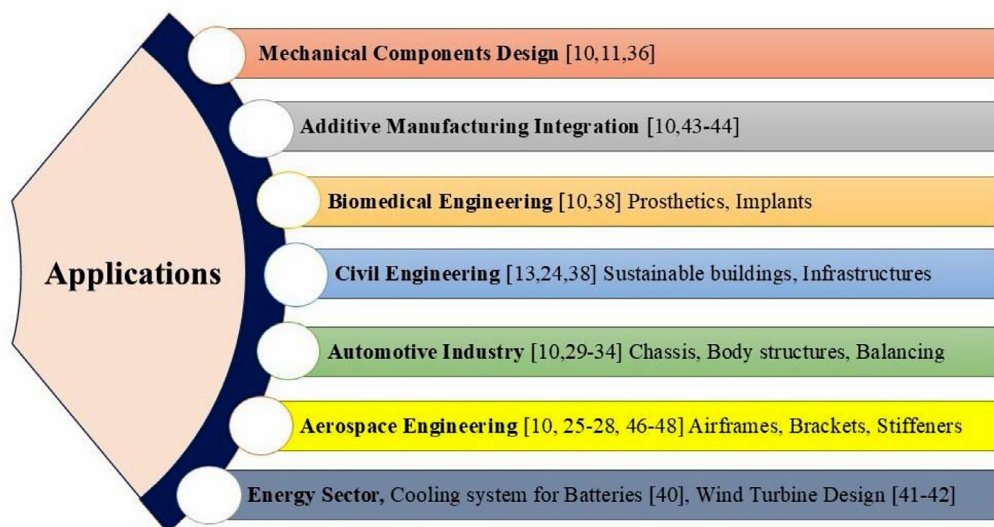 Mechanical Components Design [10,11,36]
Additive Manufacturing Integration [10,43-44]
Biomedical Engineering [10,38] Prosthetics, Implants
Applications
Civil Engineering [13,24,38] Sustainable buildings, Infrastructures
Automotive Industry [10,29-34] Chassis, Body structures, Balancing
Aerospace Engineering [10, 25-28, 46-48] Airframes, Brackets, Stiffeners
Energy Sector, Cooling system for Batteries [40], Wind Turbine Design [41-42]